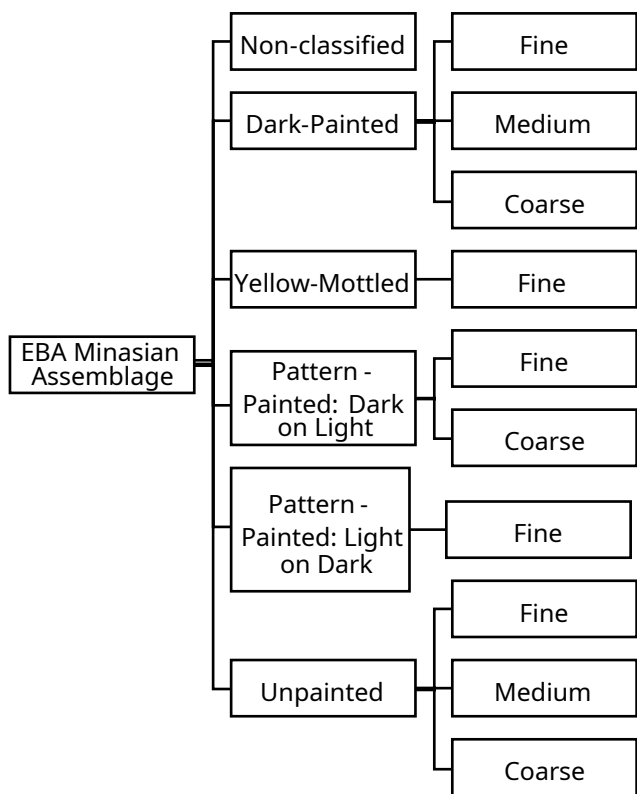 Non-classified
Fine
Dark-Painted
Medium
Coarse
Yellow-Mottled
Fine
EBA Minasian
Assemblage
Pattern -
Painted: Dark
on Light
Fine
Coarse
Pattern -
Painted: Light
on Dark
Fine
Unpainted
Fine
Medium
Coarse